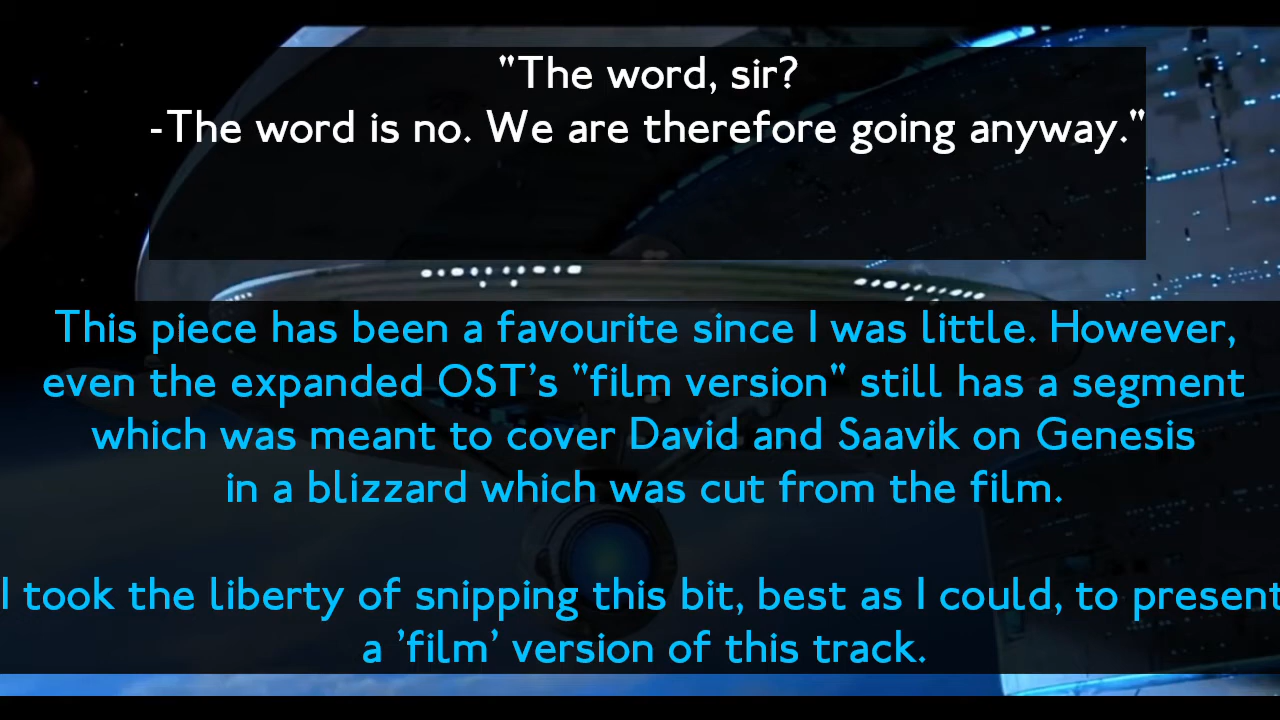 "The word, sir?
-The word is no. We are therefore going anyway."
This piece has been a favourite since I was little. However,
even the expanded OST's "film version" still has a segment
which was meant to cover David and Saavik on Genesis
in a blizzard which was cut from the film.
I took the liberty of snipping this bit, best as I could, to present
a 'film' version of this track.